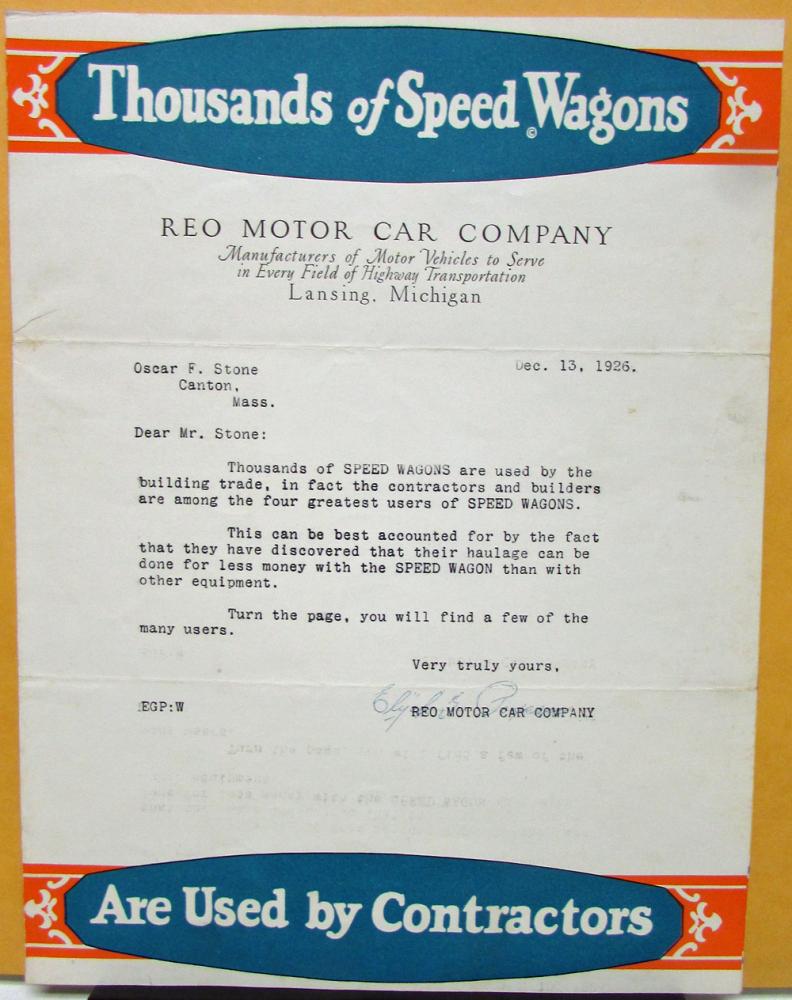 Thousands of Speed Wagons
©
REO MOTOR CAR COMPANY
Manufacturers of Motor Vehicles to Serve
in Every Field of Highway Transportation
Lansing, Michigan
Oscar F. Stone Dec. 13, 1926.
Canton,
Mass.
Dear Mr. Stone:
Thousands of SPEED WAGONS are used by the
building trade, in fact the contractors and builders
are among the four greatest users of SPEED WAGONS.
This can be best accounted for by the fact
that they have discovered that their haulage can be
done for less money with the SPEED WAGON than with
other equipment.
Turn the page, you will find a few of the
many users.
Very truly yours,
EGP:W REO MOTOR CAR COMPANY
Are Used by Contractors